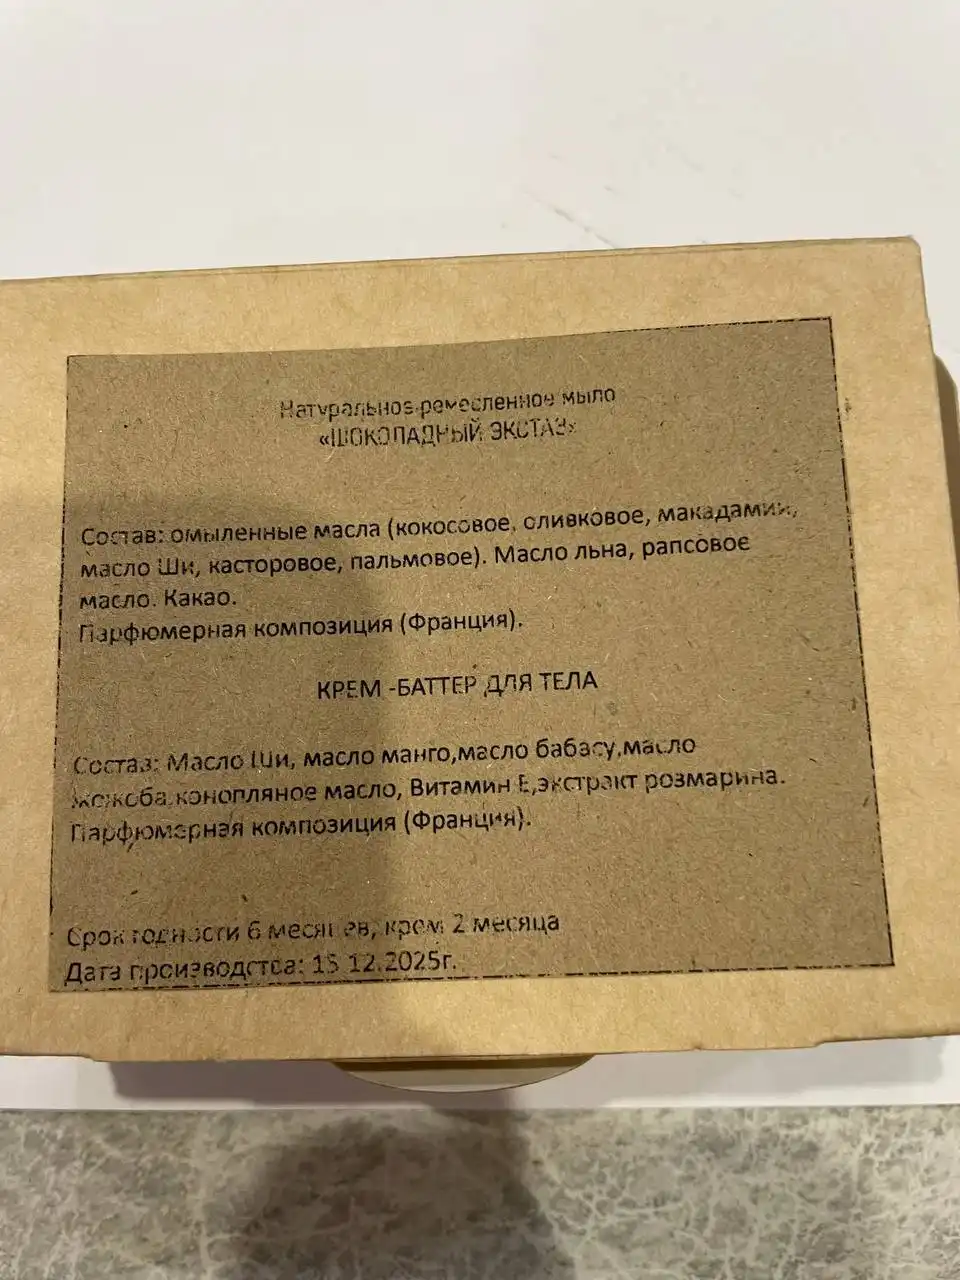 Натуральное ремесленное мыло
«ШОКОЛАДНЫЙ ЭКСТАЗ»
Состав: омыленные масла (кокосовое, оливковое, макадамии,
масло Ши, касторовое, пальмовое). Масло льна, рапсовое
масло. Какао.
Парфюмерная композиция (Франция).
КРЕМ -БАТТЕР ДЛЯ ТЕЛА
Состав: Масло Ши, масло манго,масло бабасу,масло
жожоба,конопляное масло, Витамин Е,экстракт розмарина.
Парфюмерная композиция (Франция).
Срок годности 6 месяцев, крем 2 месяца
Дата производства: 15.12.2025г.